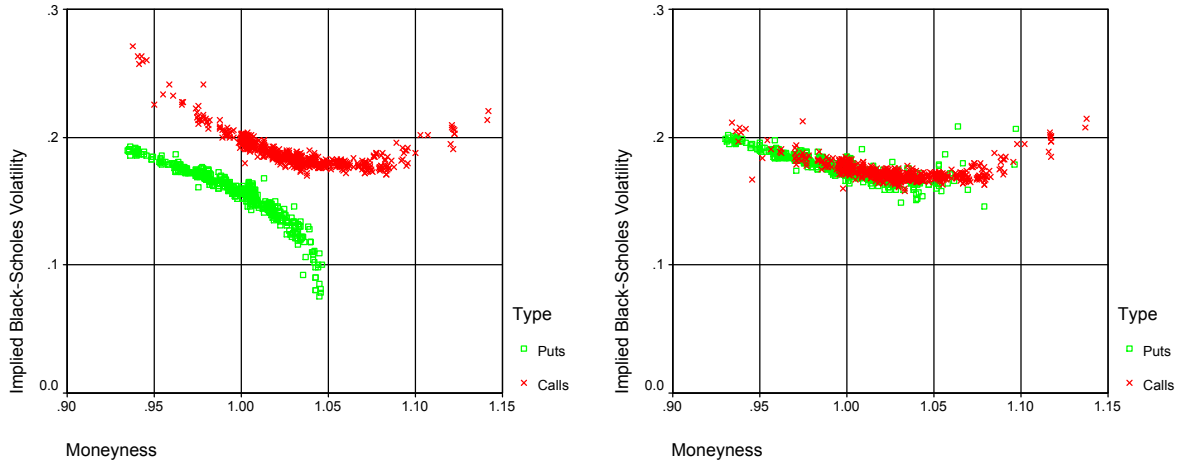 .3
.2
.1
0.0
.90
.95
1.00
1.05
1.10
1.15
Implied Black-Scholes Volatility
Moneyness
Type
Puts
Calls
.3
.2
.1
0.0
.90
.95
1.00
1.05
1.10
1.15
Implied Black-Scholes Volatility
Moneyness
Type
Puts
Calls